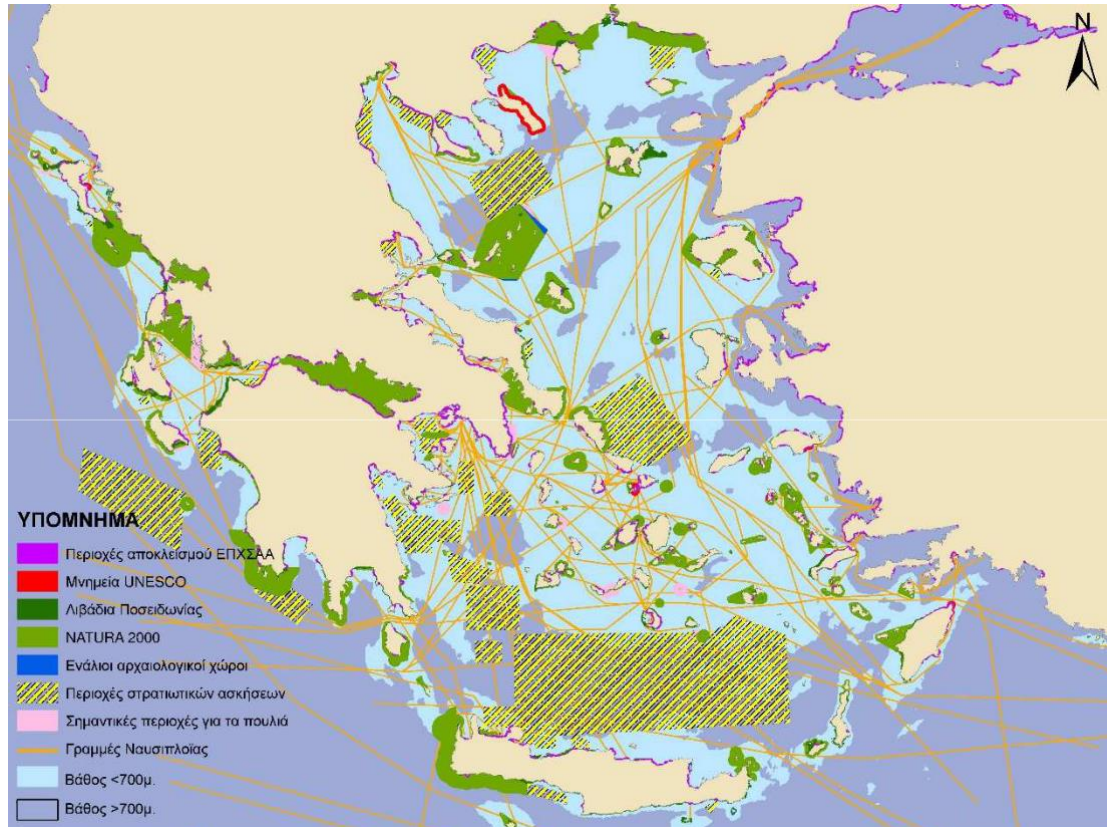 N
ΥΠΟΜΝΗΜΑ
Περιοχές αποκλεισμού ΕΠΧΣΑΑ
Μνημεία UNESCO
Λιβάδια Ποσειδωνίας
NATURA 2000
Ενάλιοι αρχαιολογικοί χώροι
Περιοχές στρατιωτικών ασκήσεων
Σημαντικές περιοχές για τα πουλιά
Γραμμές Ναυσιπλοΐας
Βάθος <700μ.
Βάθος >700μ.